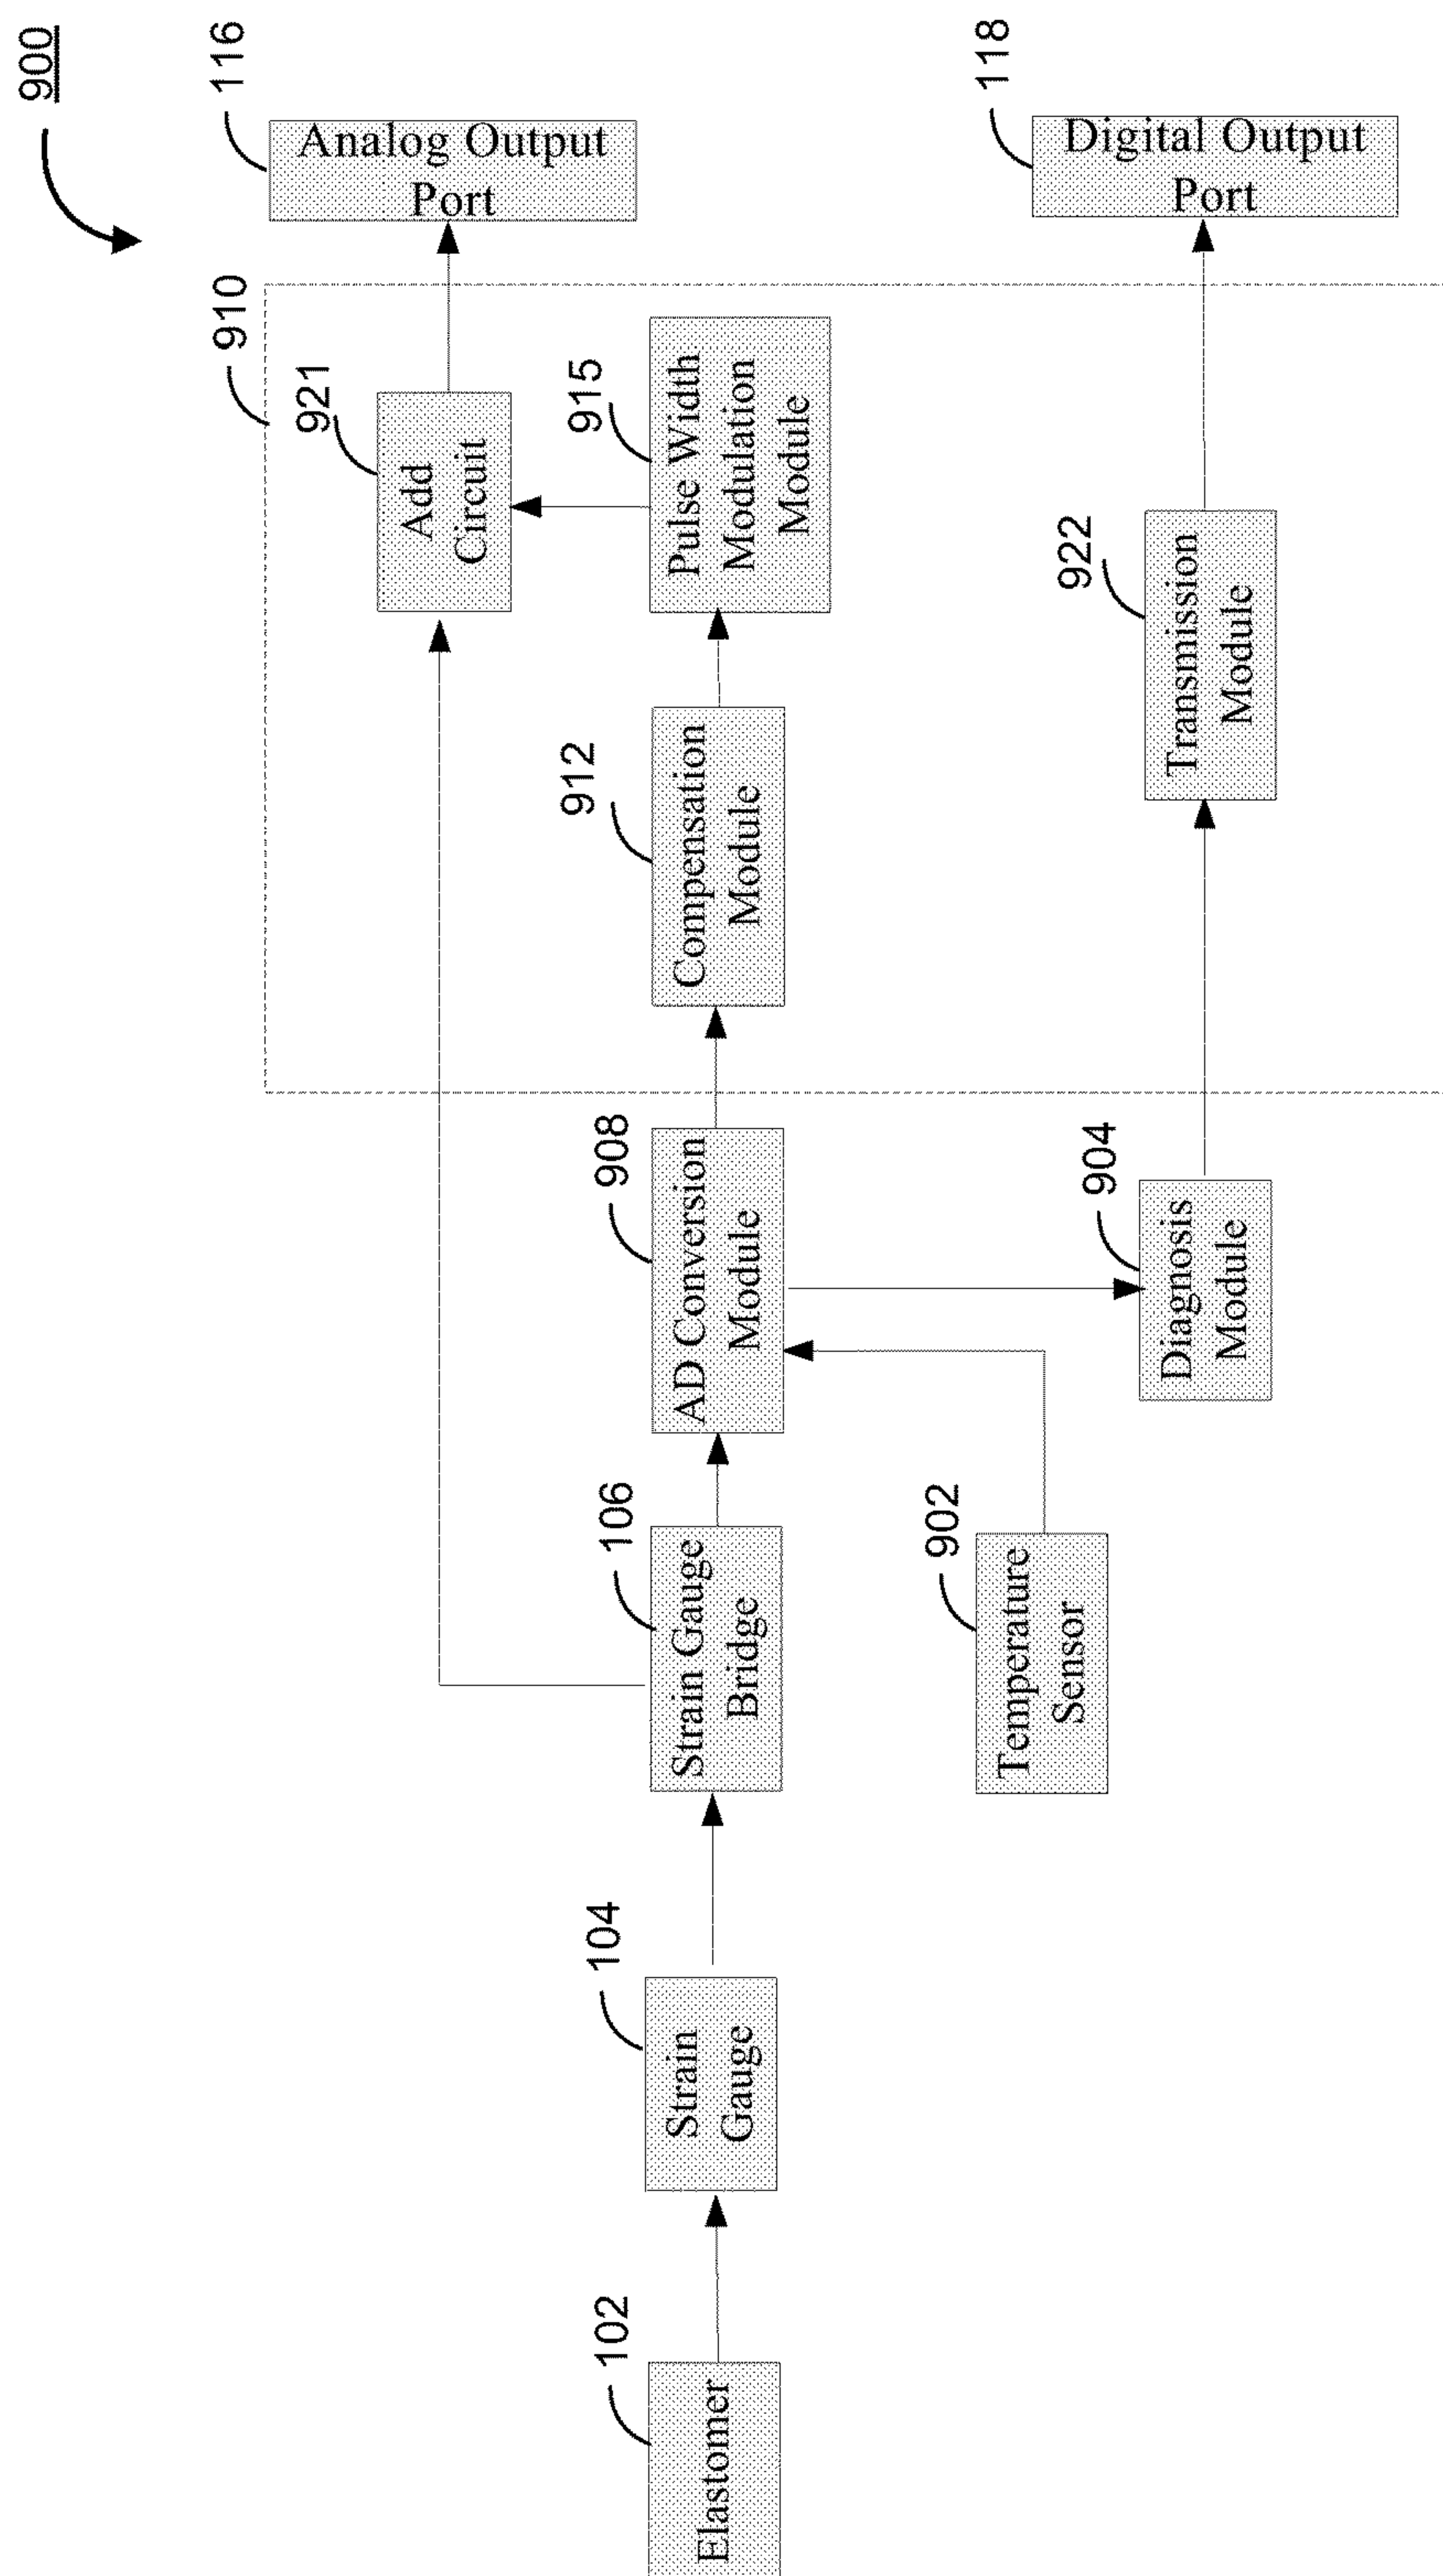 900
116
Analog Output
Port
910
921
Add
Circuit
915
Pulse Width
Modulation
Module
912
Compensation
Module
908
AD Conversion
Module
106
Strain Gauge
Bridge
104
Strain
Gauge
102
Elastomer
902
Temperature
Sensor
904
Diagnosis
Module
922
Transmission
Module
118
Digital Output
Port